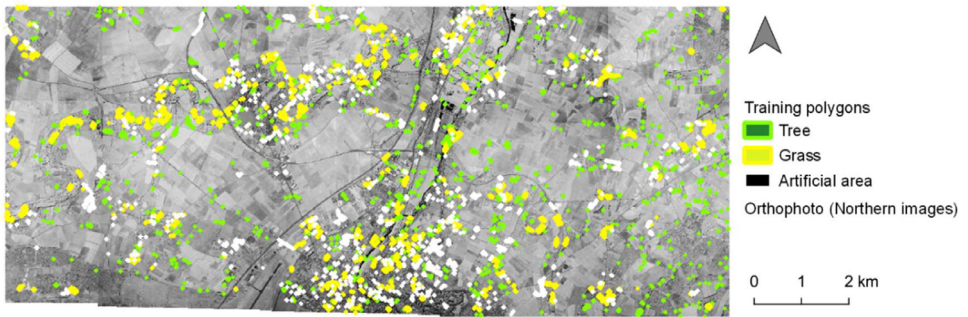 Training polygons
Tree
Grass
Artificial area
Orthophoto (Northern images)
0 1 2 km